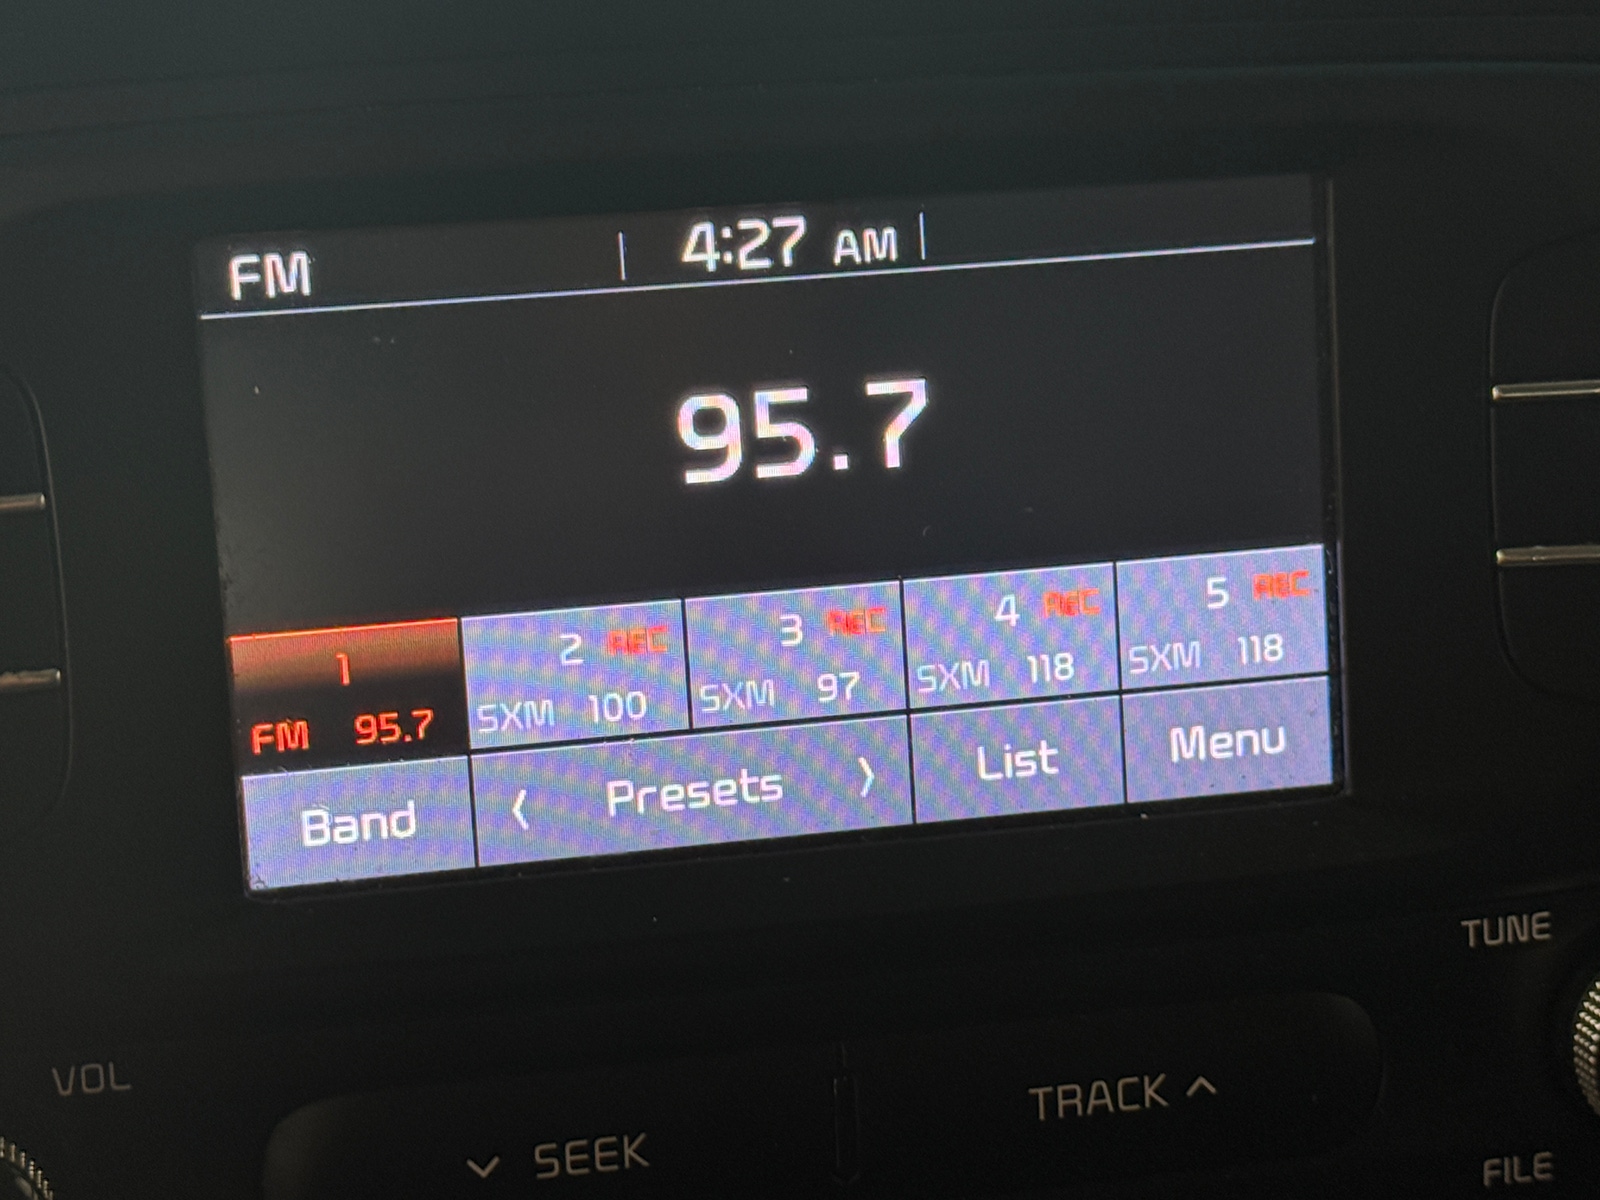 FM 4:27 AM
95.7
1 2 REC 3 REC 4 REC 5 REC
FM 95.7 SXM 100 SXM 97 SXM 118 SXM 118
Band < Presets > List Menu
TUNE
VOL
SEEK TRACK
FILE